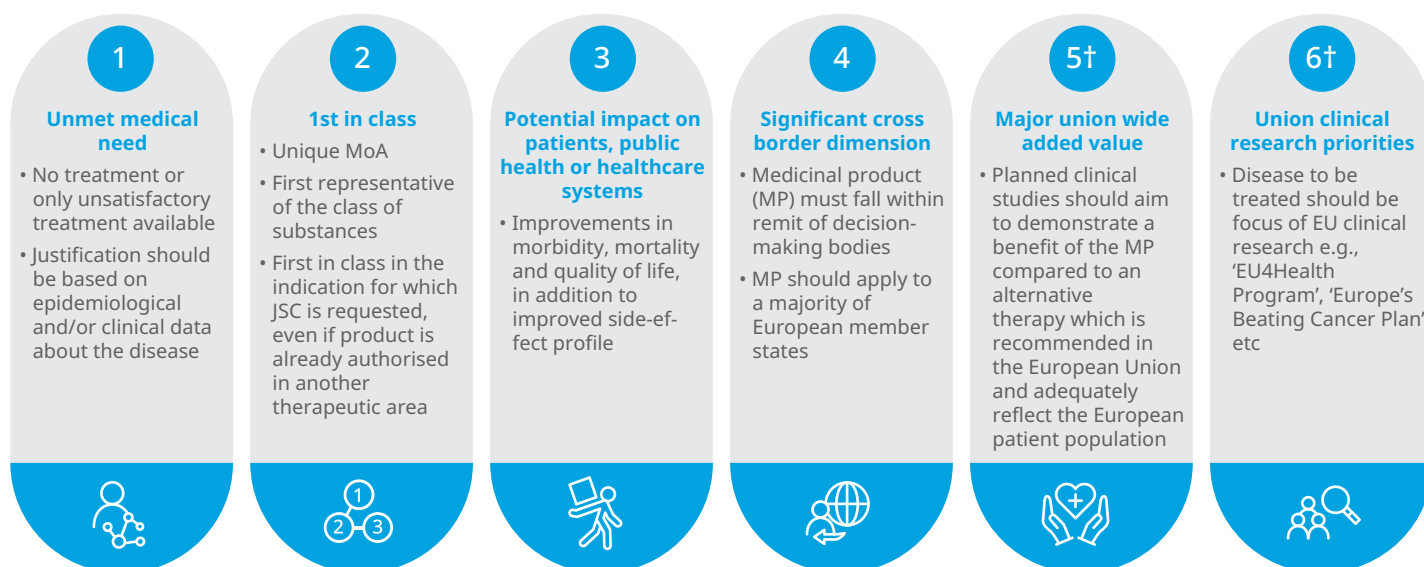 1
Unmet medical
need
• No treatment or
only unsatisfactory
treatment available
• Justification should
be based on
epidemiological
and/or clinical data
about the disease
2
1st in class
• Unique MoA
• First representative
of the class of
substances
• First in class in the
indication for which
JSC is requested,
even if product is
already authorised
in another
therapeutic area
1
2
3
3
Potential impact on
patients, public
health or healthcare
systems
• Improvements in
morbidity, mortality
and quality of life,
in addition to
improved side-ef-
fect profile
4
Significant cross
border dimension
• Medicinal product
(MP) must fall within
remit of decision-
making bodies
• MP should apply to
a majority of
European member
states
5†
Major union wide
added value
• Planned clinical
studies should aim
to demonstrate a
benefit of the MP
compared to an
alternative
therapy which is
recommended in
the European Union
and adequately
reflect the European
patient population
6†
Union clinical
research priorities
• Disease to be
treated should be
focus of EU clinical
research e.g.,
‘EU4Health
Program’, ‘Europe’s
Beating Cancer Plan’
etc